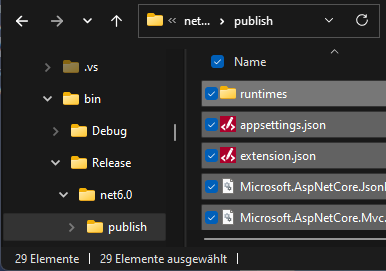 net... publish
Name
.vs
bin
Debug
Release
net6.0
publish
runtimes
appsettings.json
extension.json
Microsoft.AspNetCore.Jsonl
Microsoft.AspNetCore.Mvc.
29 Elemente 29 Elemente ausgewählt